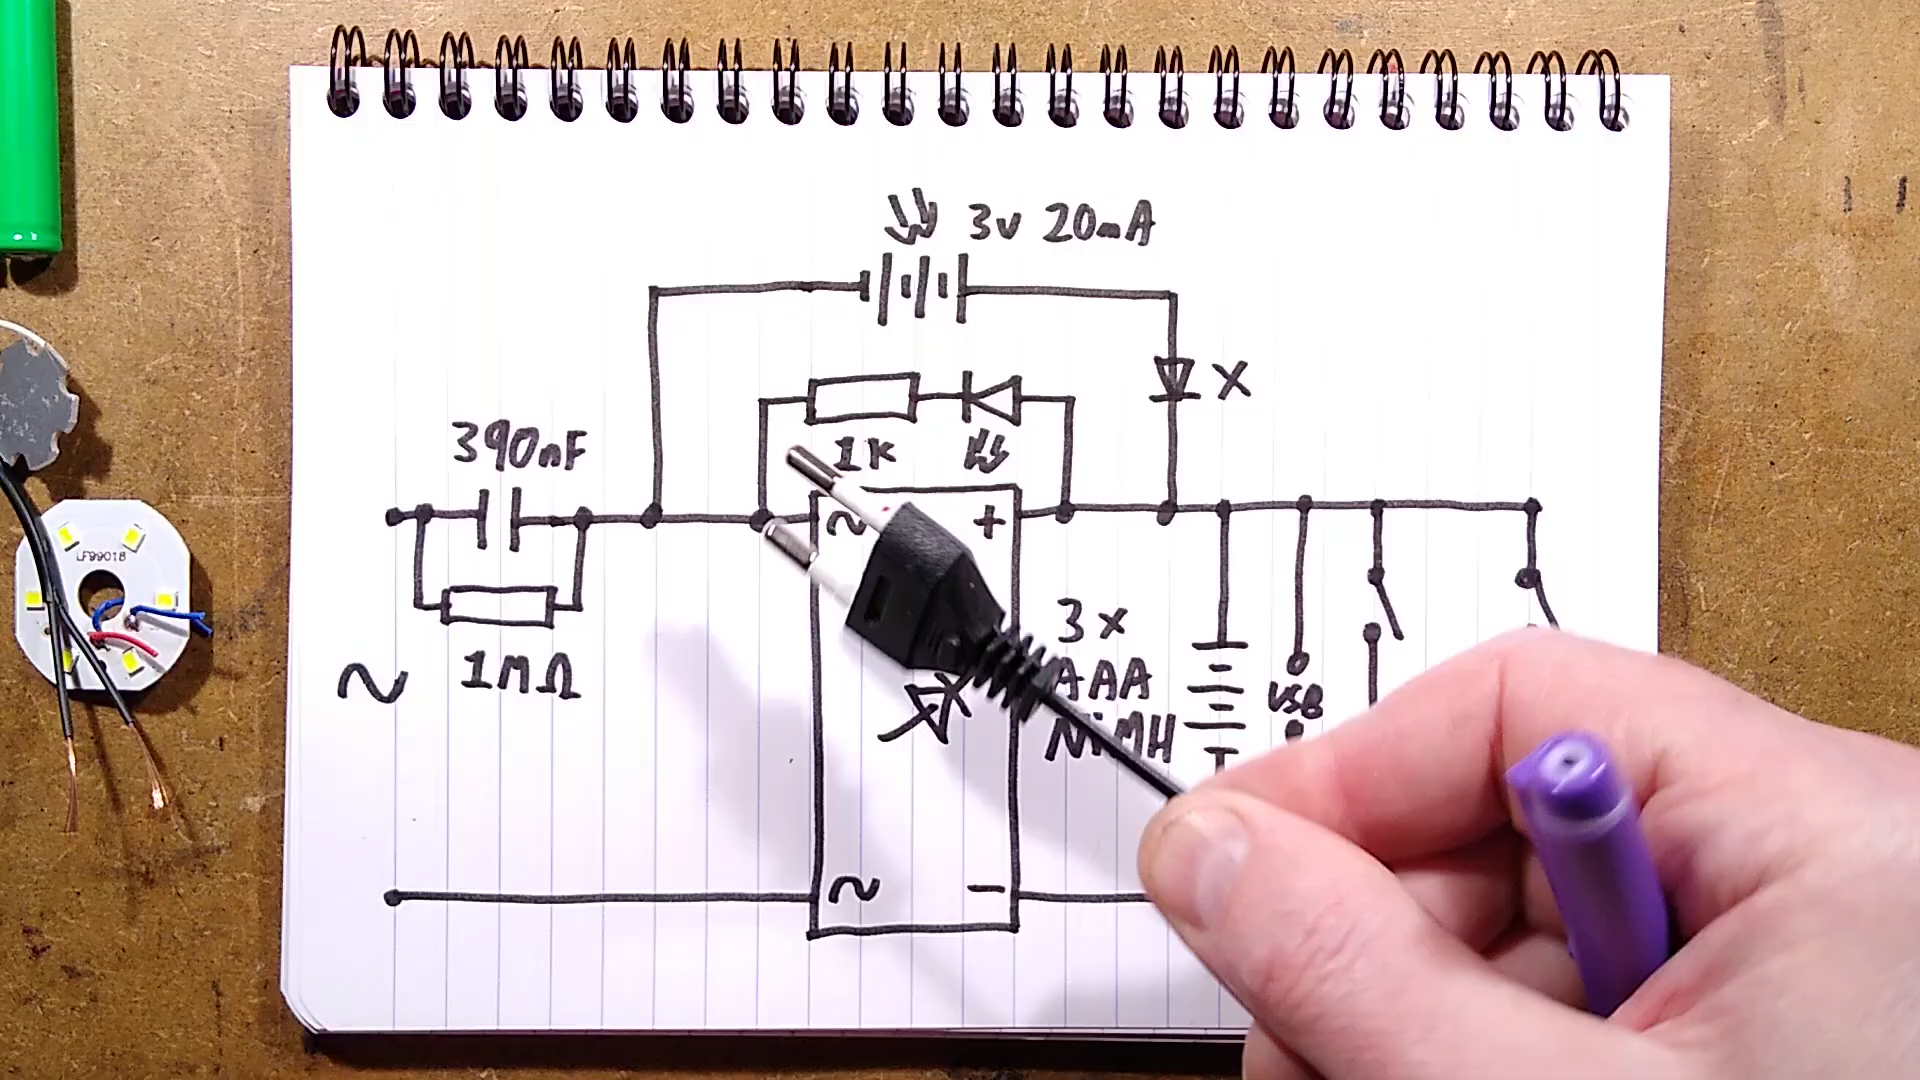 3v 20mA
X
390nF
1K
~ +
3x
AAA
NiMH
USB
1MΩ
~
~ −
LF99018